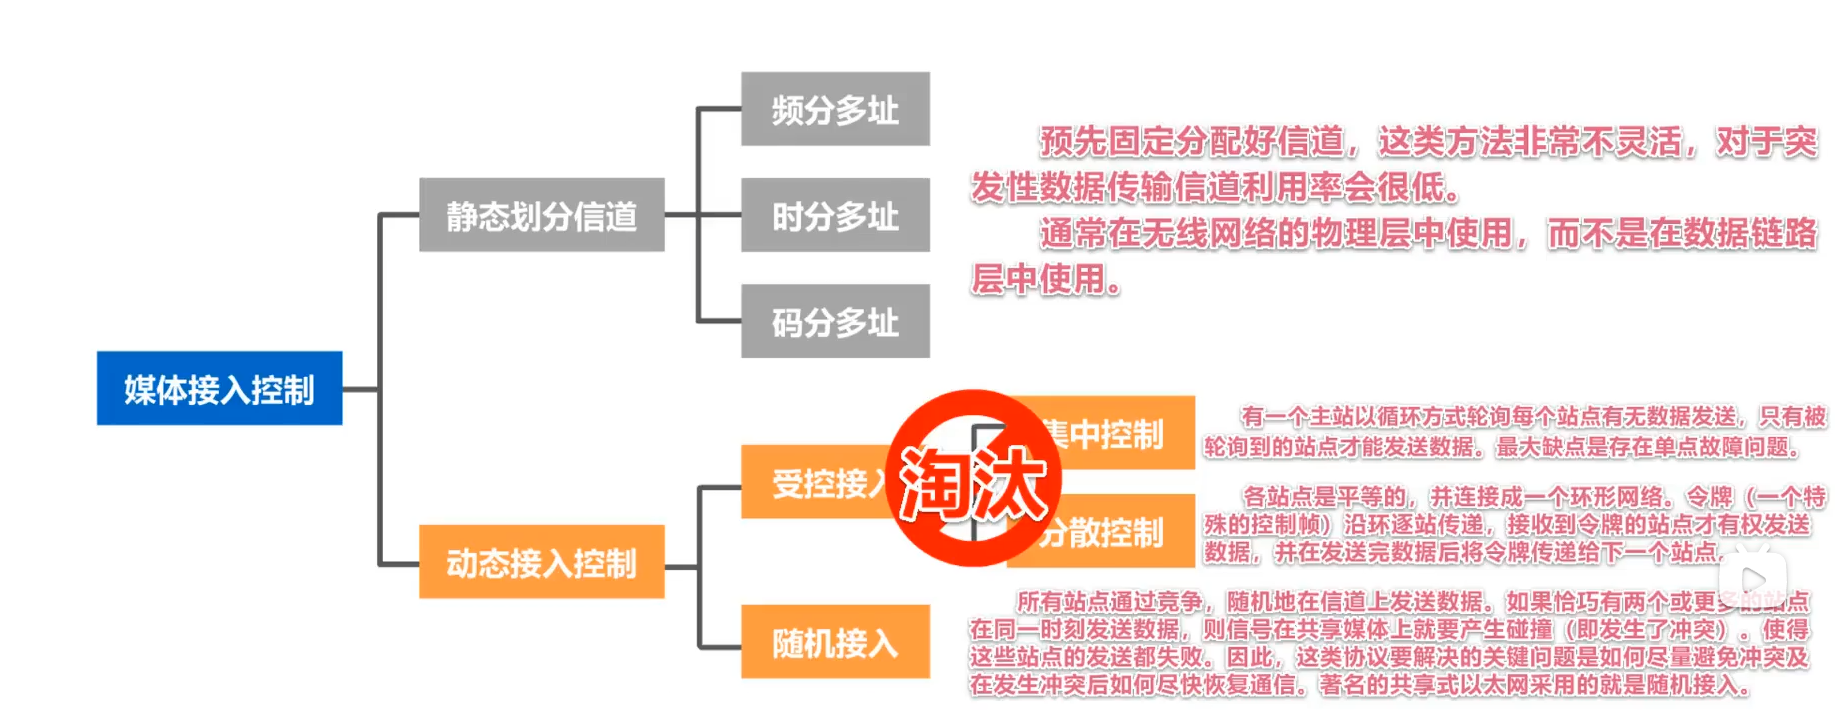 频分多址
预先固定分配好信道，这类方法非常不灵活，对于突
发性数据传输信道利用率会很低。
静态划分信道
时分多址
通常在无线网络的物理层中使用，而不是在数据链路
层中使用。
码分多址
媒体接入控制
集中控制
有一个主站以循环方式轮询每个站点有无数据发送，只有被
轮询到的站点才能发送数据。最大缺点是存在单点故障问题。
受控接入
淘汰
分散控制
各站点是平等的，并连接成一个环形网络。令牌（一个特
殊的控制帧）沿环逐站传递，接收到令牌的站点才有权发送
数据，并在发送完数据后将令牌传递给下一个站点。
动态接入控制
随机接入
所有站点通过竞争，随机地在信道上发送数据。如果恰巧有两个或更多的站点
在同一时刻发送数据，则信号在共享媒体上就要产生碰撞（即发生了冲突）。使得
这些站点的发送都失败。因此，这类协议要解决的关键问题是如何尽量避免冲突及
在发生冲突后如何尽快恢复通信。著名的共享式以太网采用的就是随机接入。